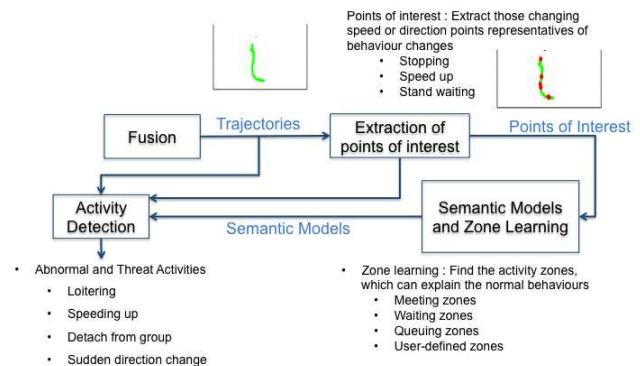 Points of interest : Extract those changing
speed or direction points representatives of
behaviour changes
• Stopping
• Speed up
• Stand waiting
Fusion
Trajectories
Extraction of
points of interest
Points of Interest
Activity
Detection
Semantic Models
Semantic Models
and Zone Learning
• Abnormal and Threat Activities
• Loitering
• Speeding up
• Detach from group
• Sudden direction change
• Zone learning : Find the activity zones,
which can explain the normal behaviours
• Meeting zones
• Waiting zones
• Queuing zones
• User-defined zones